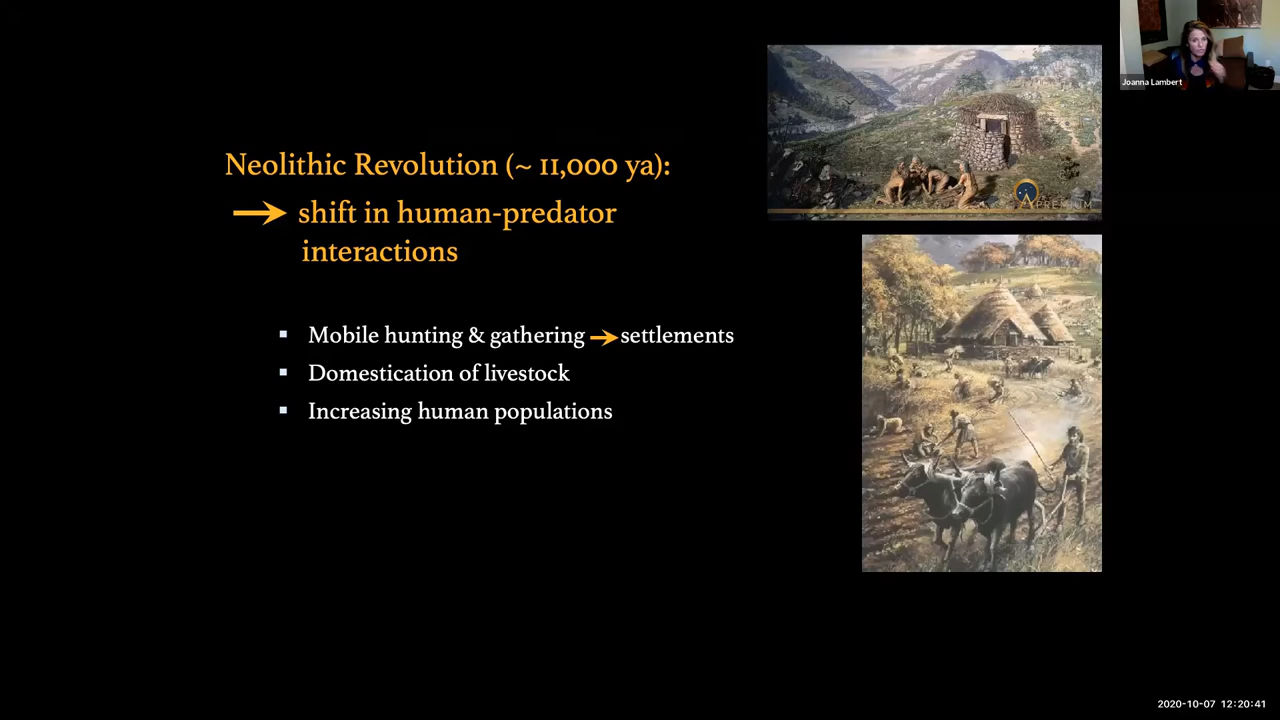 Joanna Lambert
Neolithic Revolution (~ 11,000 ya):
shift in human-predator
interactions
▪ Mobile hunting & gathering → settlements
▪ Domestication of livestock
▪ Increasing human populations
PREMIUM
2020-10-07 12:20:41